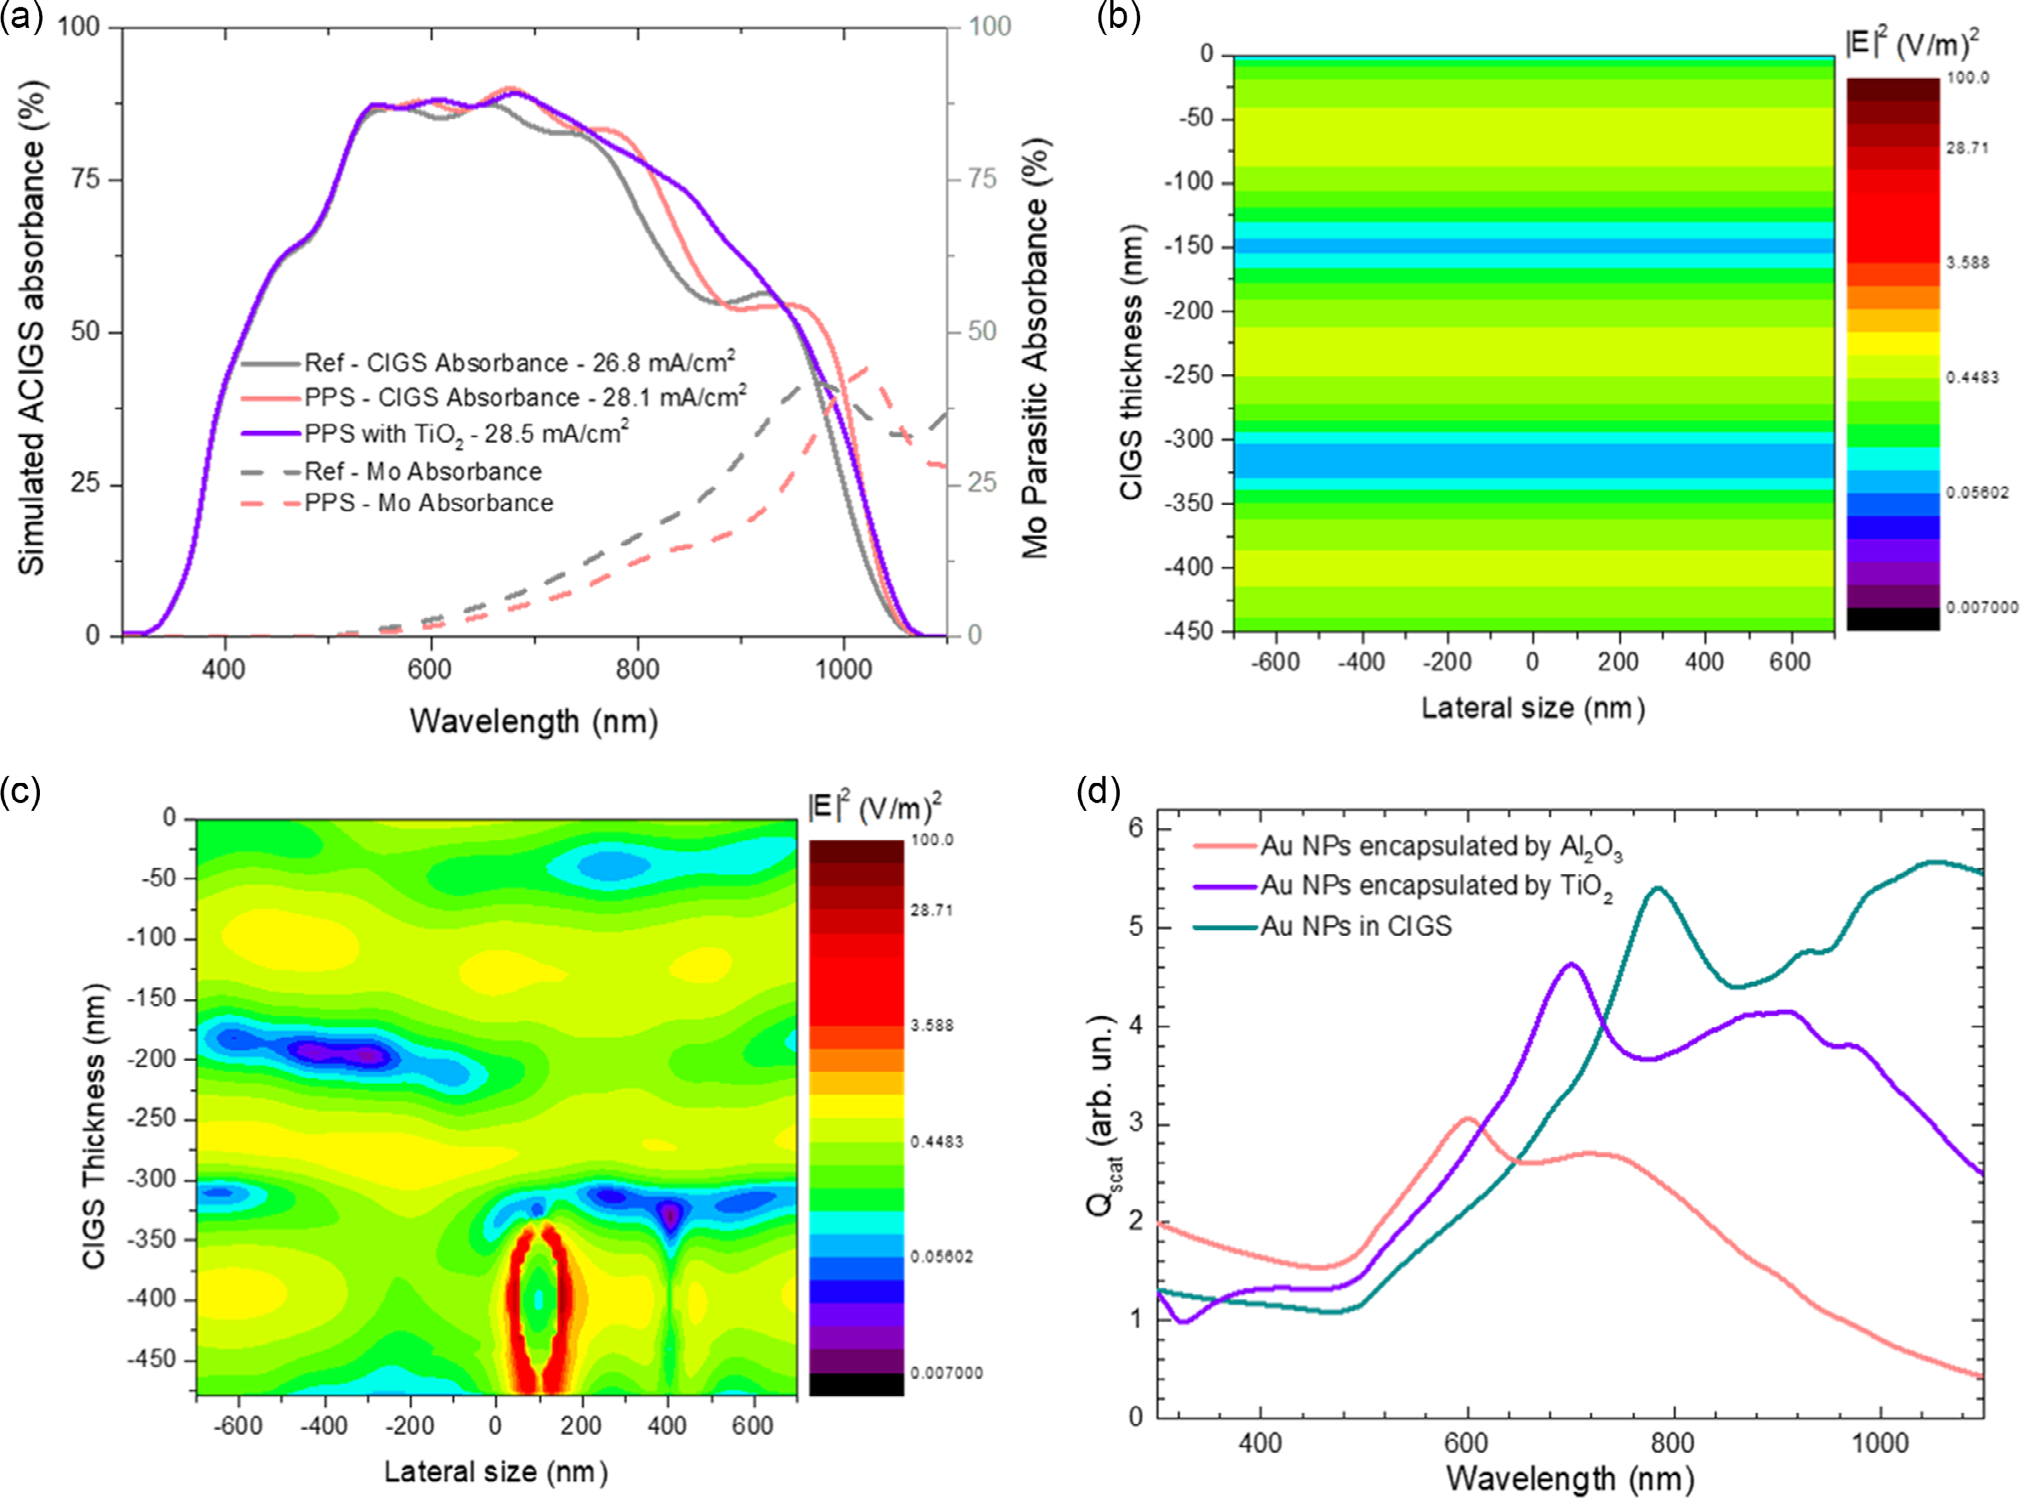 (a)
100
75
50
25
0
Simulated ACIGS absorbance (%)
100
75
50
25
0
Mo Parasitic Absorbance (%)
Ref - CIGS Absorbance - 26.8 mA/cm²
PPS - CIGS Absorbance - 28.1 mA/cm²
PPS with TiO₂ - 28.5 mA/cm²
Ref - Mo Absorbance
PPS - Mo Absorbance
400 600 800 1000
Wavelength (nm)
(b)
0
-50
-100
-150
-200
-250
-300
-350
-400
-450
CIGS thickness (nm)
-600 -400 -200 0 200 400 600
Lateral size (nm)
|E|² (V/m)²
100.0
28.71
3.588
0.4483
0.05602
0.007000
(c)
0
-50
-100
-150
-200
-250
-300
-350
-400
-450
CIGS Thickness (nm)
-600 -400 -200 0 200 400 600
Lateral size (nm)
|E|² (V/m)²
100.0
28.71
3.588
0.4483
0.05602
0.007000
(d)
6
5
4
3
2
1
0
Qscat (arb. un.)
Au NPs encapsulated by Al₂O₃
Au NPs encapsulated by TiO₂
Au NPs in CIGS
400 600 800 1000
Wavelength (nm)